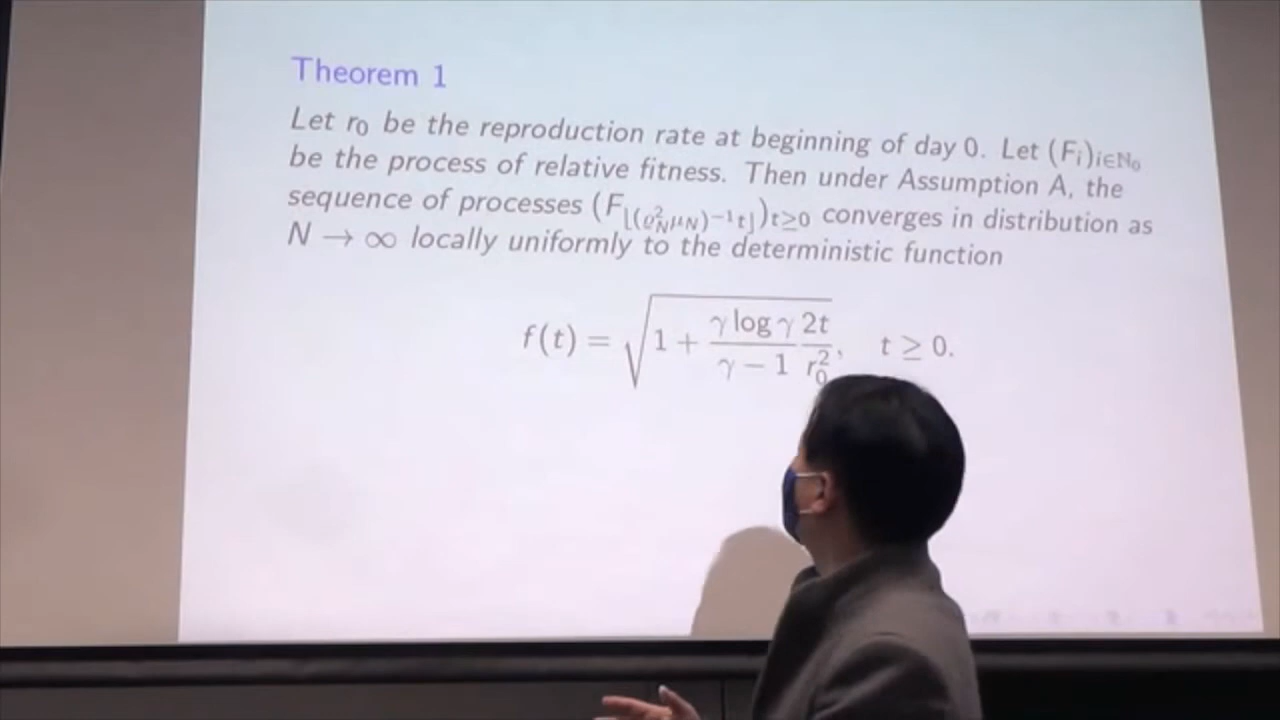 Theorem 1
Let r₀ be the reproduction rate at beginning of day 0. Let (Fᵢ)ᵢ∈ℕ₀
be the process of relative fitness. Then under Assumption A, the
sequence of processes (F_{⌊(ϱ_N²μ_N)⁻¹t⌋})_{t≥0} converges in distribution as
N → ∞ locally uniformly to the deterministic function
f(t) = √(1 + (γ log γ)/(γ − 1) · 2t/r₀²), t ≥ 0.